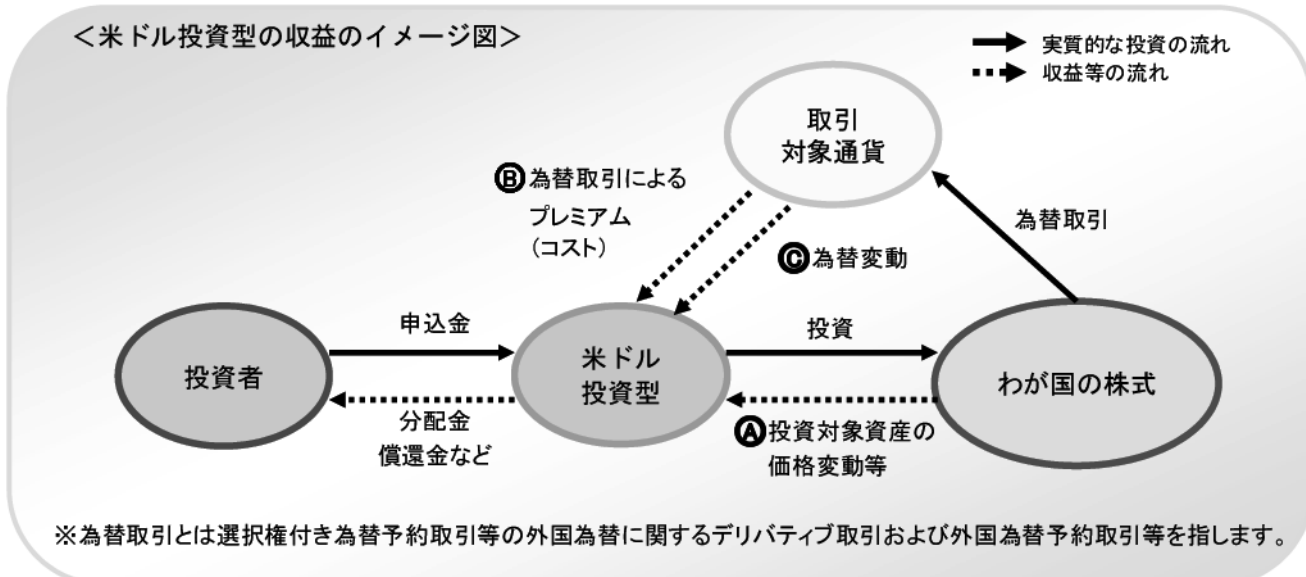 ＜米ドル投資型の収益のイメージ図＞
実質的な投資の流れ
収益等の流れ
取引
対象通貨
Ⓑ為替取引による
プレミアム
（コスト）
Ⓒ為替変動
為替取引
申込金
投資
投資者
米ドル
投資型
わが国の株式
分配金
償還金など
Ⓐ投資対象資産の
価格変動等
※為替取引とは選択権付き為替予約取引等の外国為替に関するデリバティブ取引および外国為替予約取引等を指します。